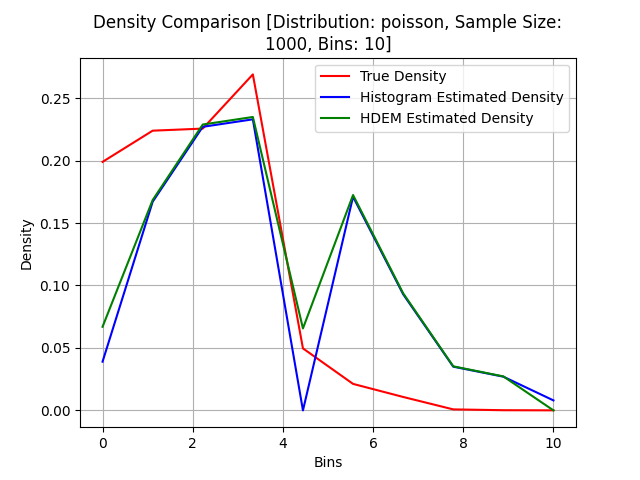 Density Comparison [Distribution: poisson, Sample Size:
1000, Bins: 10]
True Density
Histogram Estimated Density
HDEM Estimated Density
Density
0.25
0.20
0.15
0.10
0.05
0.00
0 2 4 6 8 10
Bins